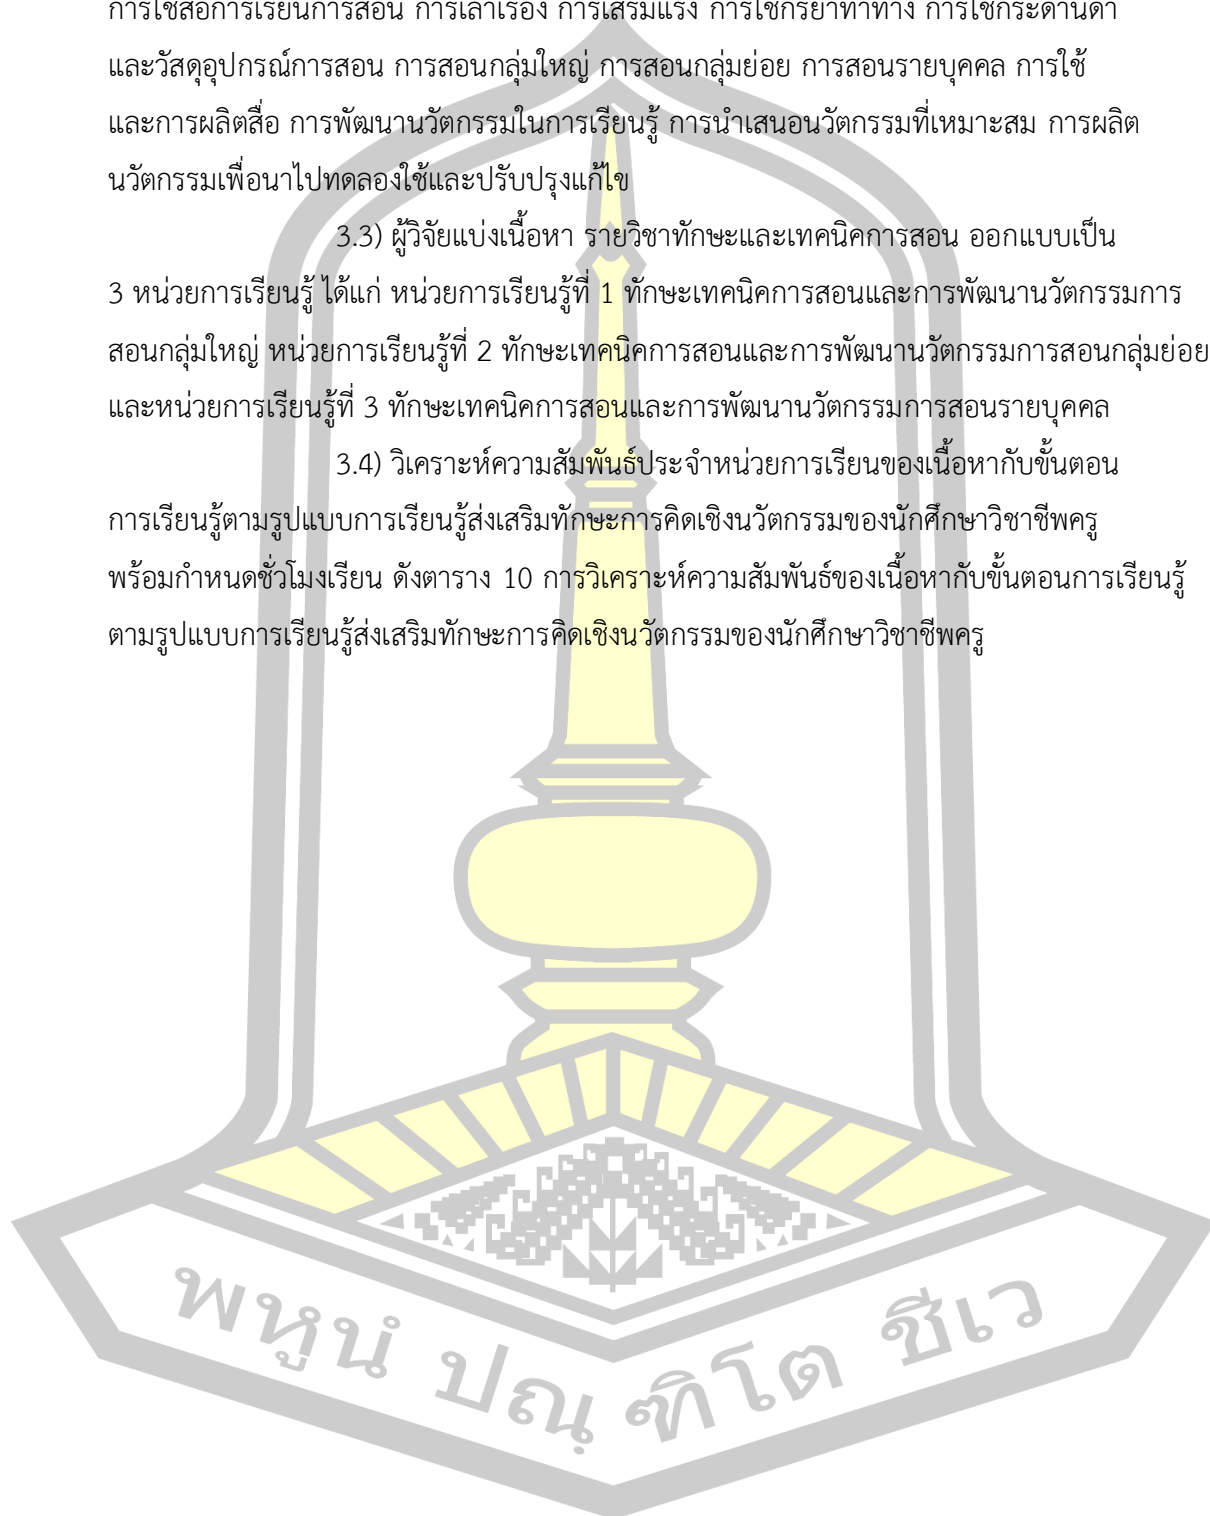 การใช้สื่อการเรียนการสอน การเล่าเรื่อง การเสริมแรง การใช้กริยาท่าทาง การใช้กระดานดำ
และวัสดุอุปกรณ์การสอน การสอนกลุ่มใหญ่ การสอนกลุ่มย่อย การสอนรายบุคคล การใช้
และการผลิตสื่อ การพัฒนานวัตกรรมในการเรียนรู้ การนำเสนอนวัตกรรมที่เหมาะสม การผลิต
นวัตกรรมเพื่อนาไปทดลองใช้และปรับปรุงแก้ไข
3.3) ผู้วิจัยแบ่งเนื้อหา รายวิชาทักษะและเทคนิคการสอน ออกแบบเป็น
3 หน่วยการเรียนรู้ ได้แก่ หน่วยการเรียนรู้ที่ 1 ทักษะเทคนิคการสอนและการพัฒนานวัตกรรมการ
สอนกลุ่มใหญ่ หน่วยการเรียนรู้ที่ 2 ทักษะเทคนิคการสอนและการพัฒนานวัตกรรมการสอนกลุ่มย่อย
และหน่วยการเรียนรู้ที่ 3 ทักษะเทคนิคการสอนและการพัฒนานวัตกรรมการสอนรายบุคคล
3.4) วิเคราะห์ความสัมพันธ์ประจำหน่วยการเรียนของเนื้อหากับขั้นตอน
การเรียนรู้ตามรูปแบบการเรียนรู้ส่งเสริมทักษะการคิดเชิงนวัตกรรมของนักศึกษาวิชาชีพครู
พร้อมกำหนดชั่วโมงเรียน ดังตาราง 10 การวิเคราะห์ความสัมพันธ์ของเนื้อหากับขั้นตอนการเรียนรู้
ตามรูปแบบการเรียนรู้ส่งเสริมทักษะการคิดเชิงนวัตกรรมของนักศึกษาวิชาชีพครู
พหูนํ ปณฺฑิโต ชีเว